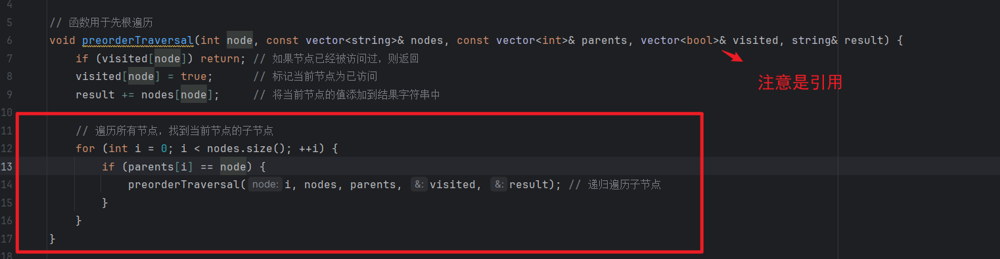 4
5 // 函数用于先根遍历
6 void preorderTraversal(int node, const vector<string>& nodes, const vector<int>& parents, vector<bool>& visited, string& result) {
7 if (visited[node]) return; // 如果节点已经被访问过，则返回
8 visited[node] = true; // 标记当前节点为已访问
9 result += nodes[node]; // 将当前节点的值添加到结果字符串中
注意是引用
10
11 // 遍历所有节点，找到当前节点的子节点
12 for (int i = 0; i < nodes.size(); ++i) {
13 if (parents[i] == node) {
14 preorderTraversal( node: i, nodes, parents, &: visited, &: result); // 递归遍历子节点
15 }
16 }
17 }
18